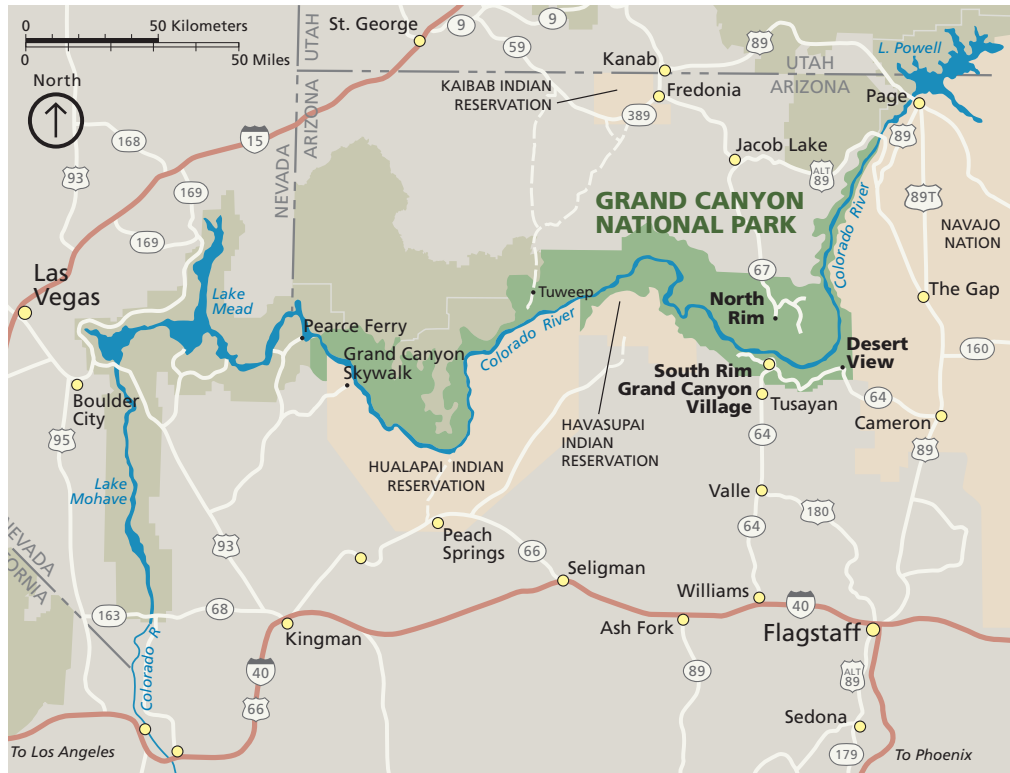 0 50 Kilometers
0 50 Miles
North
St. George
9
9
59
Kanab
89
L. Powell
UTAH
ARIZONA
UTAH
ARIZONA
NEVADA
KAIBAB INDIAN
RESERVATION
Fredonia
389
Page
89
15
168
93
169
169
Jacob Lake
ALT
89
89T
GRAND CANYON
NATIONAL PARK
Colorado River
NAVAJO
NATION
Las
Vegas
Lake
Mead
67
Tuweep
North
Rim
The Gap
Pearce Ferry
Colorado River
Grand Canyon
Skywalk
Desert
View
160
South Rim
Grand Canyon
Village
Tusayan
64
Boulder
City
Cameron
95
HAVASUPAI
INDIAN
RESERVATION
64
89
HUALAPAI INDIAN
RESERVATION
Lake
Mohave
Valle
180
NEVADA
CALIFORNIA
93
Peach
Springs
66
64
Seligman
Williams
40
163
68
Kingman
Ash Fork
Flagstaff
Colorado R
40
66
89
ALT
89
Sedona
To Los Angeles
179
To Phoenix